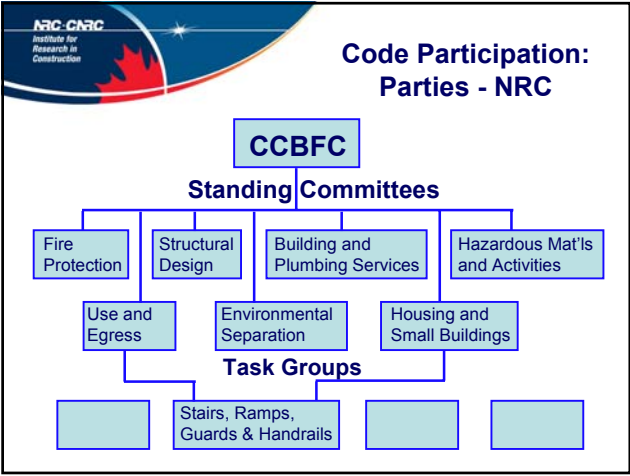 NRC·CNRC
Institute for
Research in
Construction
Code Participation:
Parties - NRC
CCBFC
Standing Committees
Fire
Protection
Structural
Design
Building and
Plumbing Services
Hazardous Mat'ls
and Activities
Use and
Egress
Environmental
Separation
Housing and
Small Buildings
Task Groups
Stairs, Ramps,
Guards & Handrails